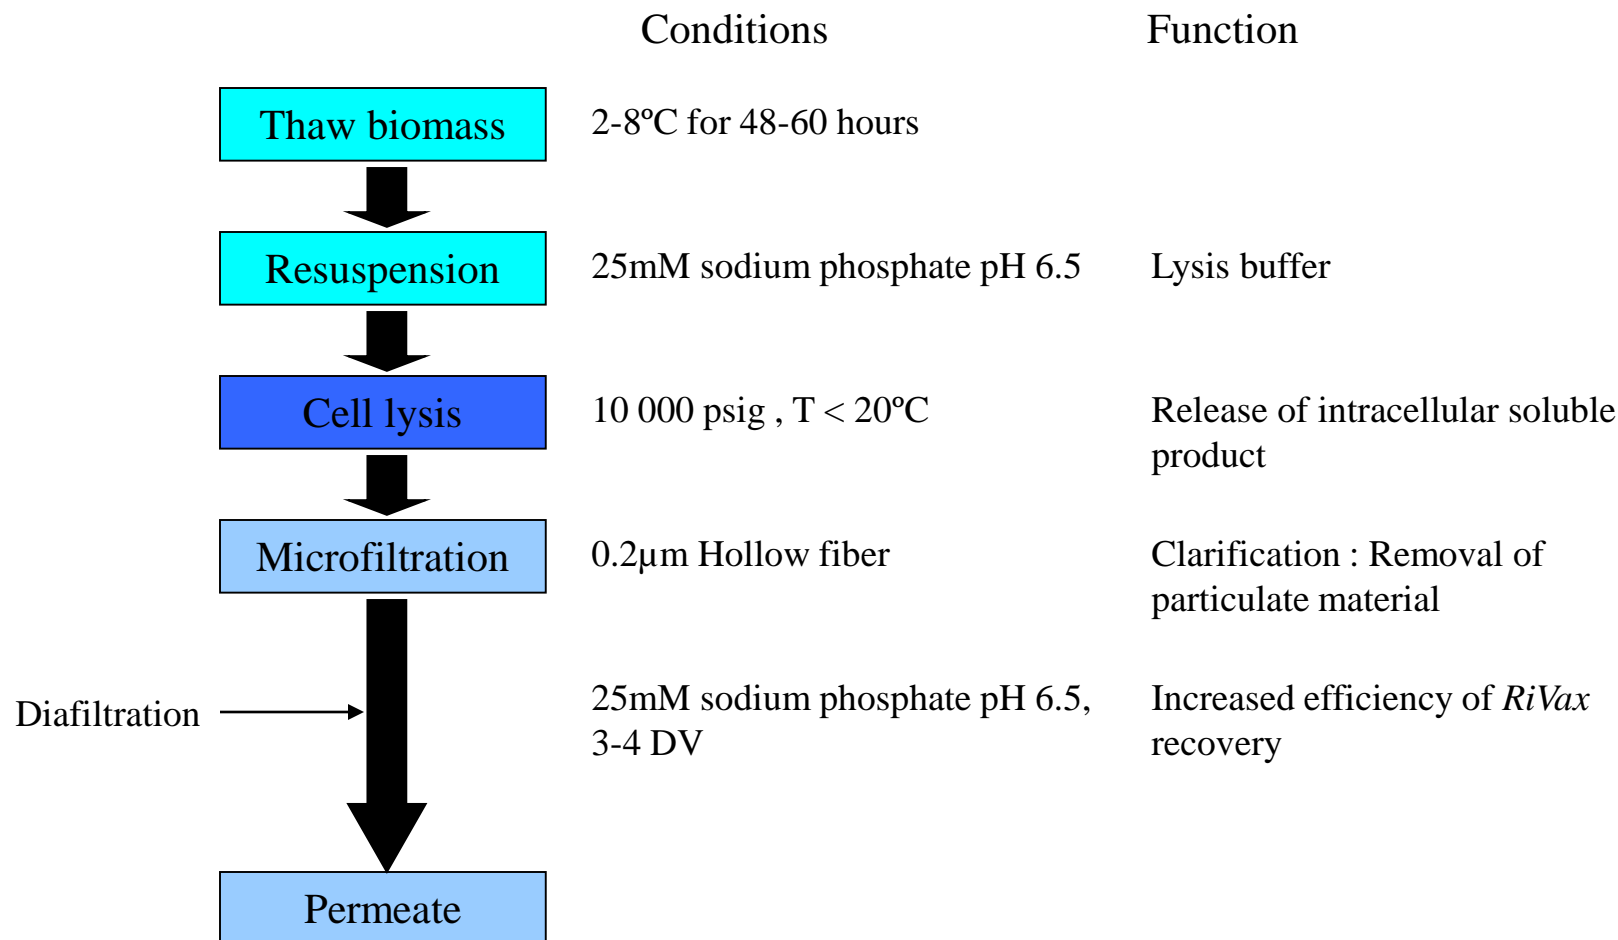 Conditions Function
Thaw biomass 2-8ºC for 48-60 hours
Resuspension 25mM sodium phosphate pH 6.5 Lysis buffer
Cell lysis 10 000 psig , T < 20ºC Release of intracellular soluble
product
Microfiltration 0.2µm Hollow fiber Clarification : Removal of
particulate material
Diafiltration 25mM sodium phosphate pH 6.5, Increased efficiency of RiVax
3-4 DV recovery
Permeate